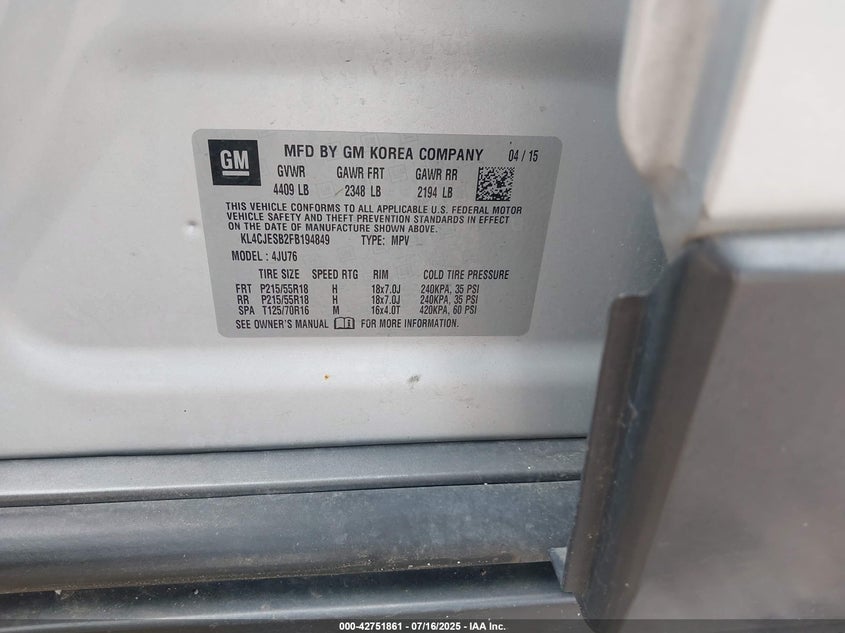 GM
MFD BY GM KOREA COMPANY 04 / 15
GVWR GAWR FRT GAWR RR
4409 LB 2348 LB 2194 LB
THIS VEHICLE CONFORMS TO ALL APPLICABLE U.S. FEDERAL MOTOR
VEHICLE SAFETY AND THEFT PREVENTION STANDARDS IN EFFECT
ON THE DATE OF MANUFACTURE SHOWN ABOVE.
KL4CJESB2FB194849 TYPE: MPV
MODEL : 4JU76
TIRE SIZE SPEED RTG RIM COLD TIRE PRESSURE
FRT P215/55R18 H 18x7.0J 240KPA, 35 PSI
RR P215/55R18 H 18x7.0J 240KPA, 35 PSI
SPA T125/70R16 M 16x4.0T 420KPA, 60 PSI
SEE OWNER'S MANUAL FOR MORE INFORMATION.
000-42751861 - 07/16/2025 - IAA Inc.